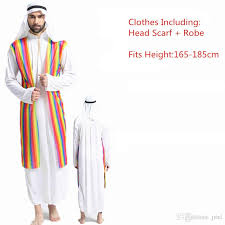 Clothes Including:
Head Scarf + Robe
Fits Height:165-185cm